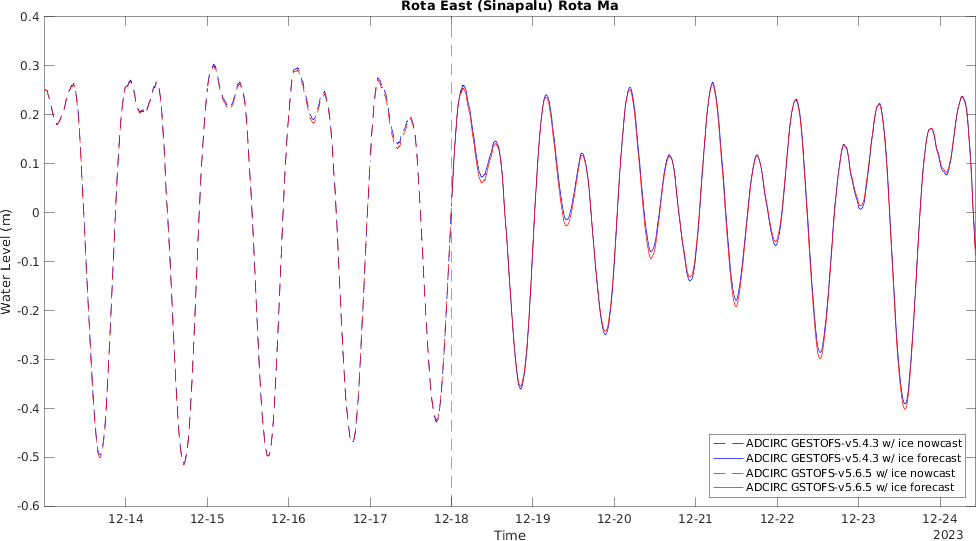 Rota East (Sinapalu) Rota Ma
0.4
0.3
0.2
0.1
0
-0.1
-0.2
-0.3
-0.4
-0.5
-0.6
Water Level (m)
ADCIRC GESTOFS-v5.4.3 w/ ice nowcast
ADCIRC GESTOFS-v5.4.3 w/ ice forecast
ADCIRC GSTOFS-v5.6.5 w/ ice nowcast
ADCIRC GSTOFS-v5.6.5 w/ ice forecast
12-14 12-15 12-16 12-17 12-18 12-19 12-20 12-21 12-22 12-23 12-24
Time
2023